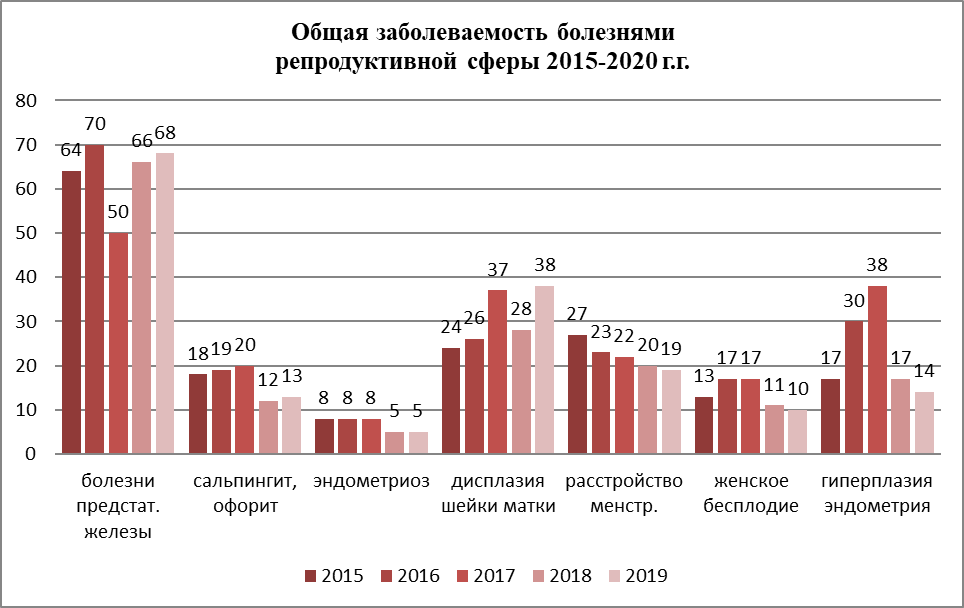 Общая заболеваемость болезнями
репродуктивной сферы 2015-2020 г.г.
80
70
60
50
40
30
20
10
0
64 70 50 66 68
18 19 20 12 13
8 8 8 5 5
24 26 37 28 38
27 23 22 20 19
13 17 17 11 10
17 30 38 17 14
болезни
предстат.
железы
сальпингит,
офорит
эндометриоз
дисплазия
шейки матки
расстройство
менстр.
женское
бесплодие
гиперплазия
эндометрия
2015 2016 2017 2018 2019